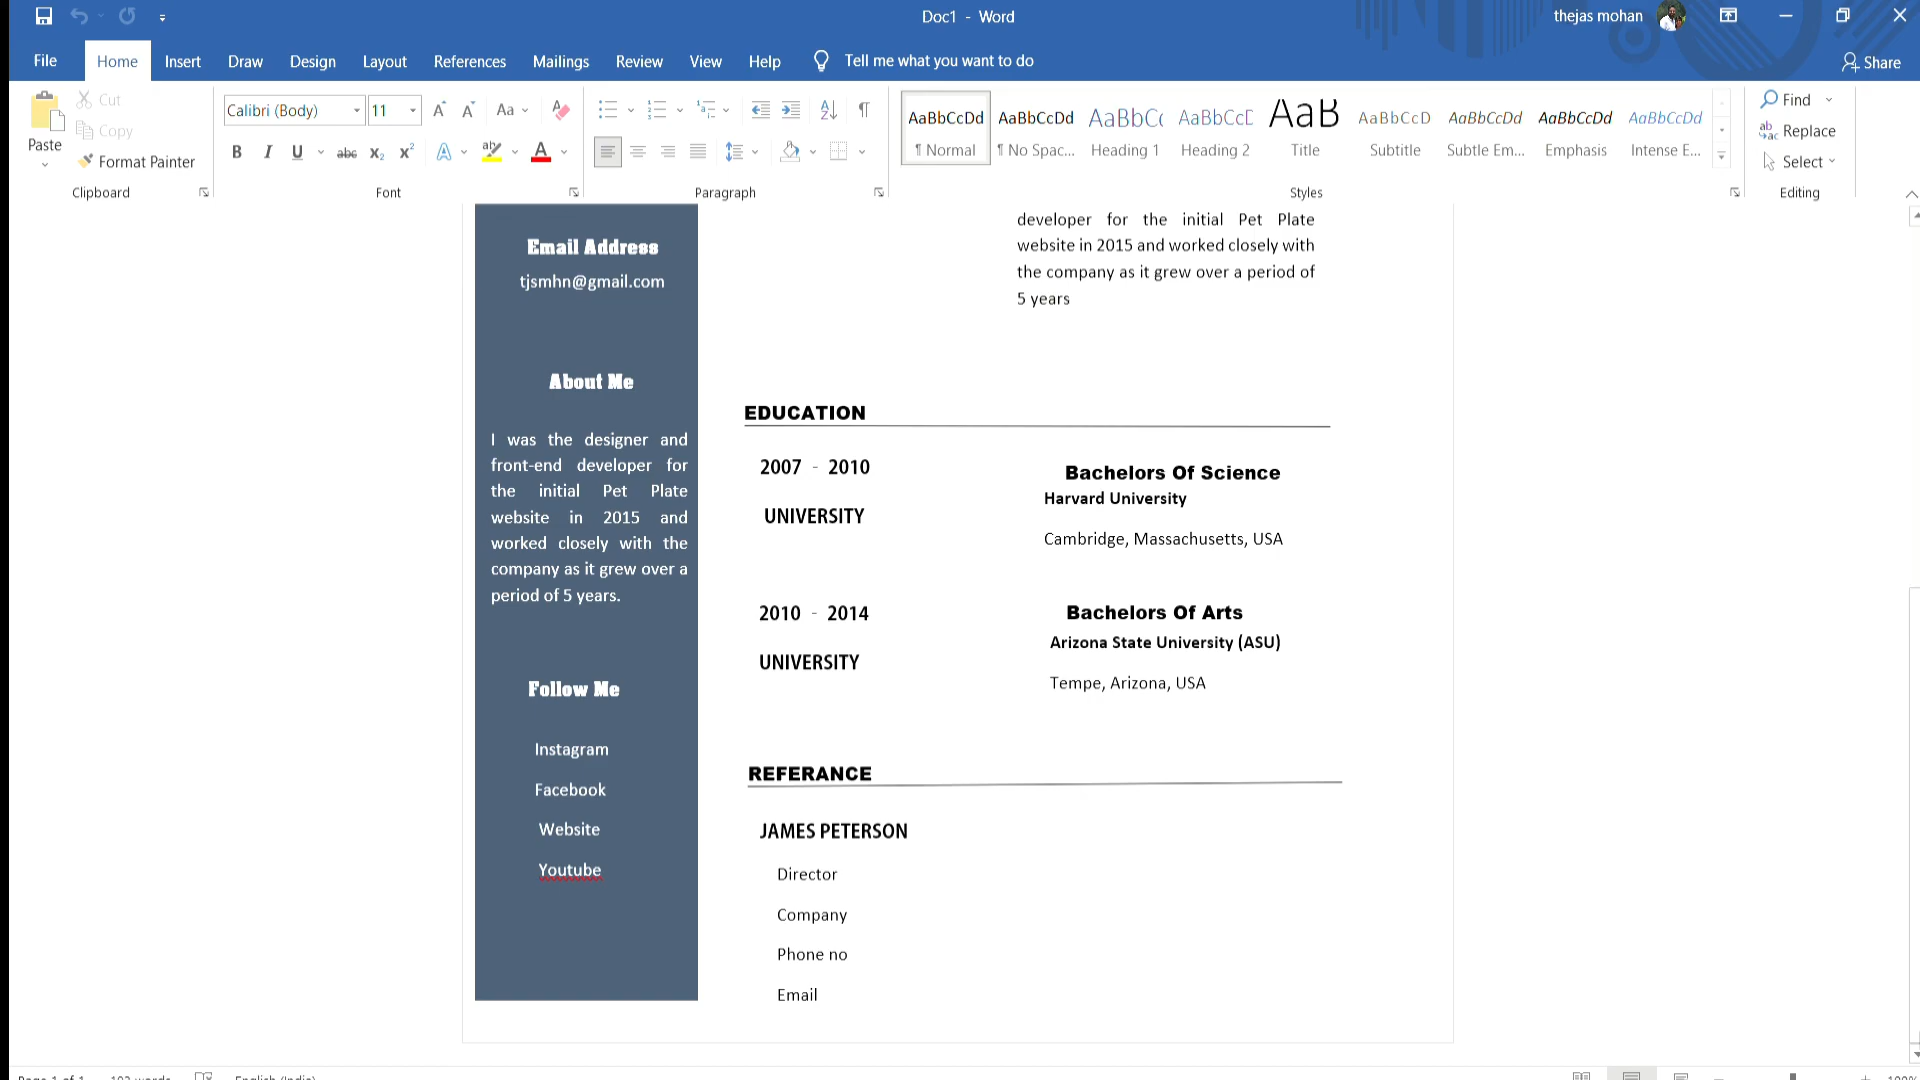 Doc1 - Word
thejas mohan
File Home Insert Draw Design Layout References Mailings Review View Help Tell me what you want to do
Share
Paste
Cut
Copy
Format Painter
Clipboard
Calibri (Body) 11
Aa
B I U abc X₂ X² A ab A
Font
Paragraph
AaBbCcDd AaBbCcDd AaBbC( AaBbCcE AaB AaBbCcD AaBbCcDd AaBbCcDd AaBbCcDd
¶ Normal ¶ No Spac... Heading 1 Heading 2 Title Subtitle Subtle Em... Emphasis Intense E...
Styles
Find
Replace
Select
Editing
Email Address
tjsmhn@gmail.com
About Me
I was the designer and
front-end developer for
the initial Pet Plate
website in 2015 and
worked closely with the
company as it grew over a
period of 5 years.
Follow Me
Instagram
Facebook
Website
Youtube
developer for the initial Pet Plate
website in 2015 and worked closely with
the company as it grew over a period of
5 years
EDUCATION
2007 - 2010
UNIVERSITY
Bachelors Of Science
Harvard University
Cambridge, Massachusetts, USA
2010 - 2014
UNIVERSITY
Bachelors Of Arts
Arizona State University (ASU)
Tempe, Arizona, USA
REFERANCE
JAMES PETERSON
Director
Company
Phone no
Email